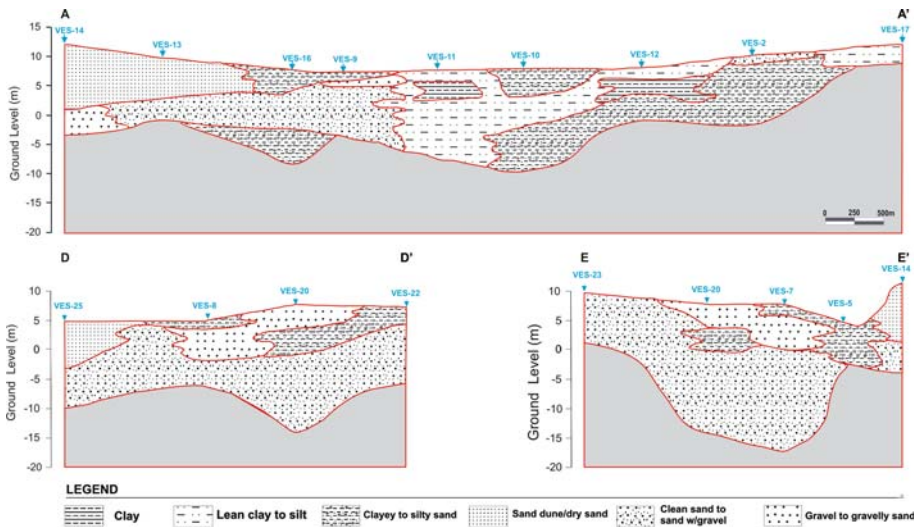 A A'
VES-14 VES-13 VES-16 VES-9 VES-11 VES-10 VES-12 VES-2 VES-17
Ground Level (m)
15
10
5
0
-5
-10
-15
-20
0 250 500m
D D'
VES-25 VES-8 VES-20 VES-22
Ground Level (m)
10
5
0
-5
-10
-15
-20
E E'
VES-23 VES-20 VES-7 VES-5 VES-14
Ground Level (m)
10
5
0
-5
-10
-15
-20
LEGEND
Clay
Lean clay to silt
Clayey to silty sand
Sand dune/dry sand
Clean sand to
sand w/gravel
Gravel to gravelly sand